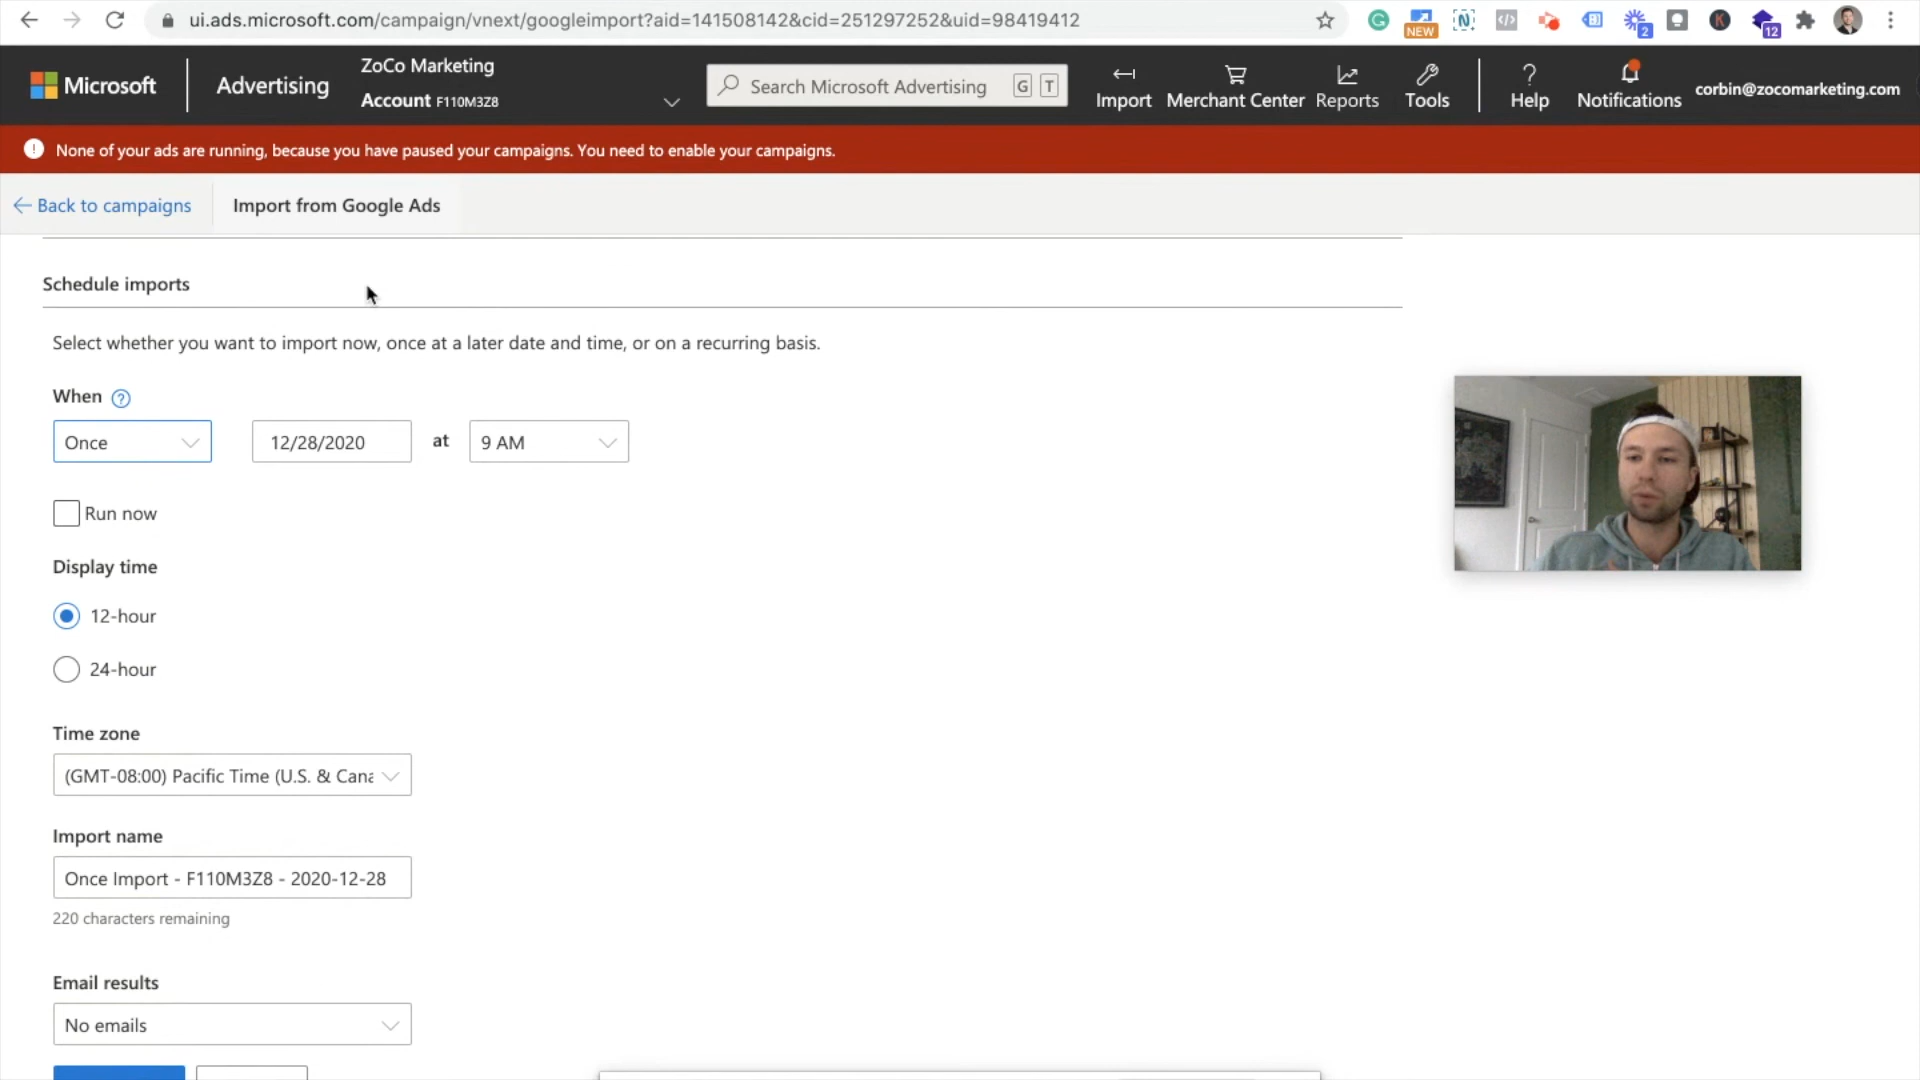 ui.ads.microsoft.com/campaign/vnext/googleimport?aid=141508142&cid=251297252&uid=98419412
NEW
2
K
12
Microsoft
Advertising
ZoCo Marketing
Account F110M3Z8
Search Microsoft Advertising G T
Import
Merchant Center
Reports
Tools
Help
Notifications
corbin@zocomarketing.com
None of your ads are running, because you have paused your campaigns. You need to enable your campaigns.
Back to campaigns
Import from Google Ads
Schedule imports
Select whether you want to import now, once at a later date and time, or on a recurring basis.
When ?
Once
12/28/2020
at
9 AM
Run now
Display time
12-hour
24-hour
Time zone
(GMT-08:00) Pacific Time (U.S. & Cana
Import name
Once Import - F110M3Z8 - 2020-12-28
220 characters remaining
Email results
No emails